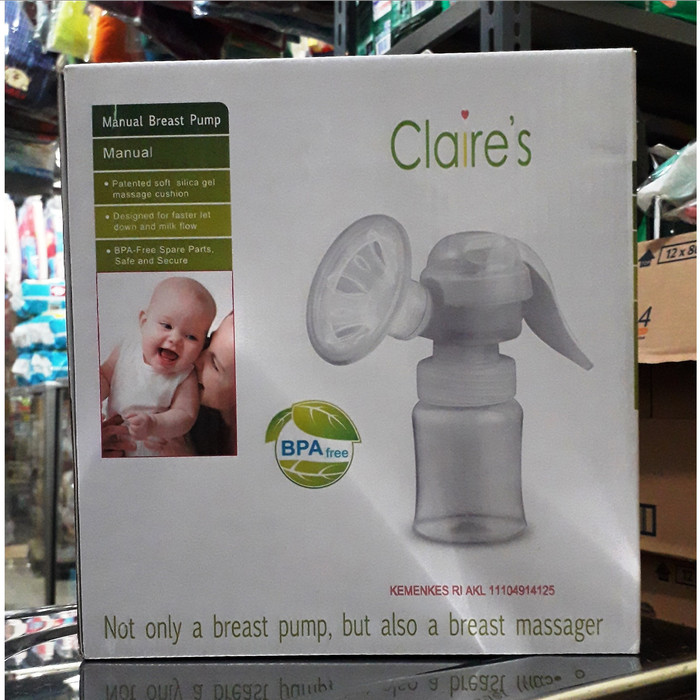 Manual Breast Pump
Manual
• Patented soft silica gel
massage cushion
• Designed for faster let
down and milk flow
• BPA-Free Spare Parts,
Safe and Secure
Claire's
BPA free
KEMENKES RI AKL 11104914125
Not only a breast pump, but also a breast massager
4